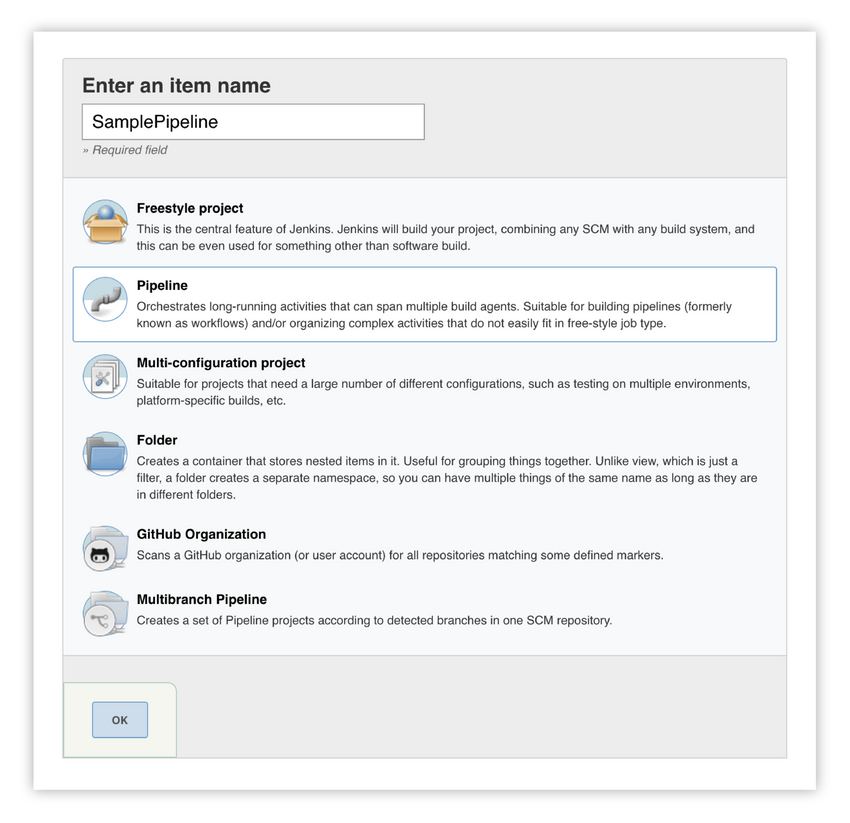 Enter an item name
SamplePipeline
» Required field
Freestyle project
This is the central feature of Jenkins. Jenkins will build your project, combining any SCM with any build system, and
this can be even used for something other than software build.
Pipeline
Orchestrates long-running activities that can span multiple build agents. Suitable for building pipelines (formerly
known as workflows) and/or organizing complex activities that do not easily fit in free-style job type.
Multi-configuration project
Suitable for projects that need a large number of different configurations, such as testing on multiple environments,
platform-specific builds, etc.
Folder
Creates a container that stores nested items in it. Useful for grouping things together. Unlike view, which is just a
filter, a folder creates a separate namespace, so you can have multiple things of the same name as long as they are
in different folders.
GitHub Organization
Scans a GitHub organization (or user account) for all repositories matching some defined markers.
Multibranch Pipeline
Creates a set of Pipeline projects according to detected branches in one SCM repository.
OK